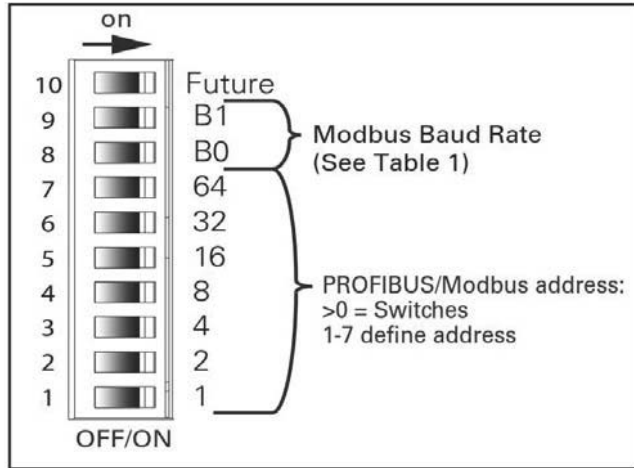 on
10 Future
9 B1
8 B0
Modbus Baud Rate
(See Table 1)
7 64
6 32
5 16
4 8
3 4
2 2
1 1
PROFIBUS/Modbus address:
>0 = Switches
1-7 define address
OFF/ON